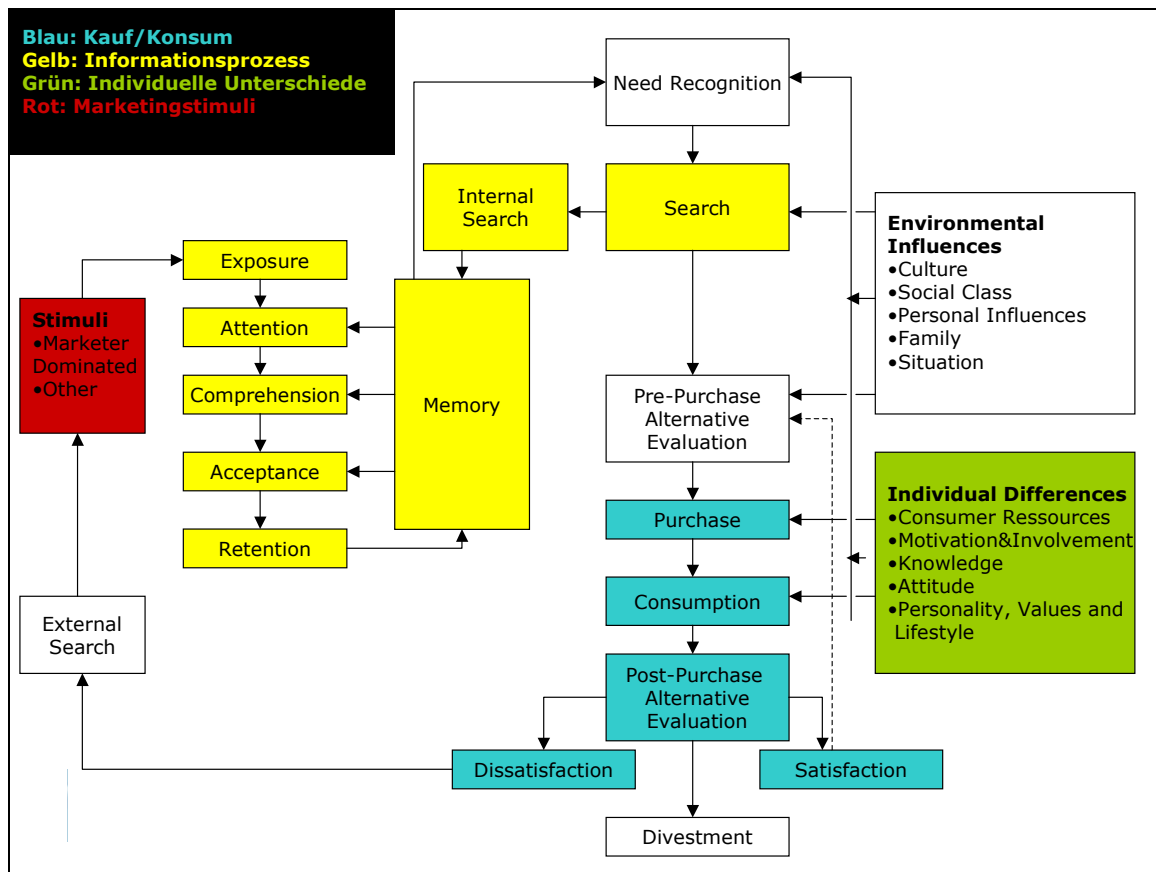 Blau: Kauf/Konsum
Gelb: Informationsprozess
Grün: Individuelle Unterschiede
Rot: Marketingstimuli
Need Recognition
Internal
Search
Search
Environmental
Influences
•Culture
•Social Class
•Personal Influences
•Family
•Situation
Exposure
Stimuli
•Marketer
Dominated
•Other
Attention
Comprehension
Memory
Pre-Purchase
Alternative
Evaluation
Acceptance
Individual Differences
•Consumer Ressources
•Motivation&Involvement
•Knowledge
•Attitude
•Personality, Values and
Lifestyle
Purchase
Retention
Consumption
External
Search
Post-Purchase
Alternative
Evaluation
Dissatisfaction
Satisfaction
Divestment